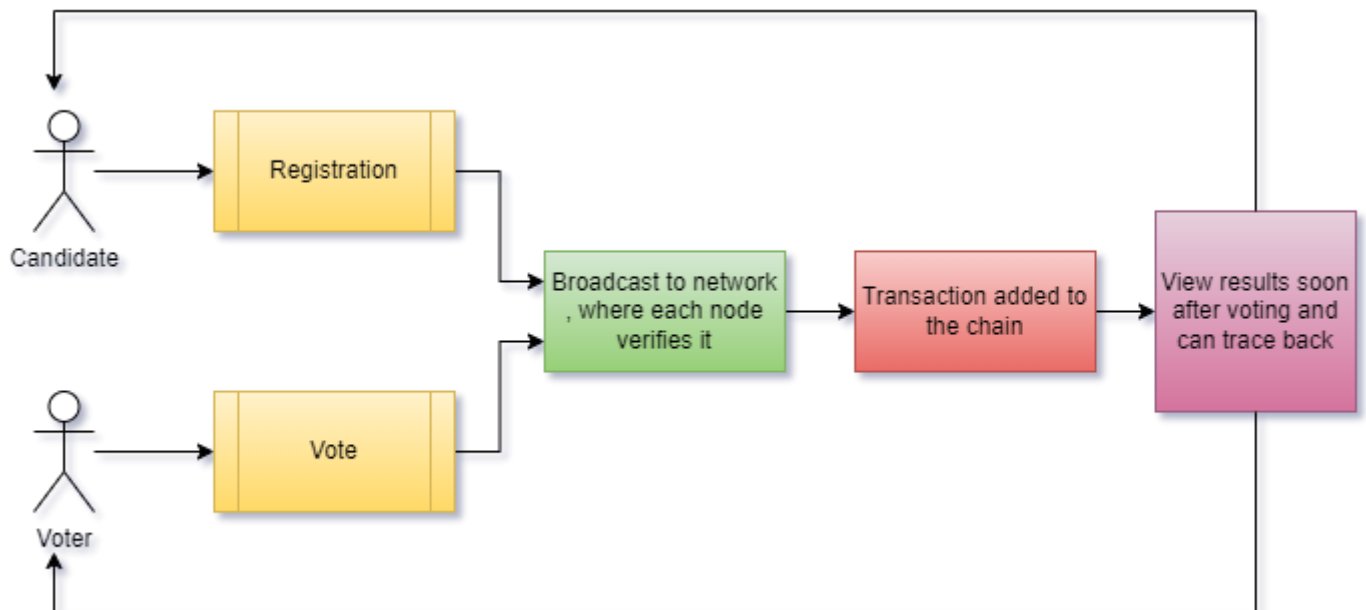 Candidate
Registration
Voter
Vote
Broadcast to network
, where each node
verifies it
Transaction added to
the chain
View results soon
after voting and
can trace back